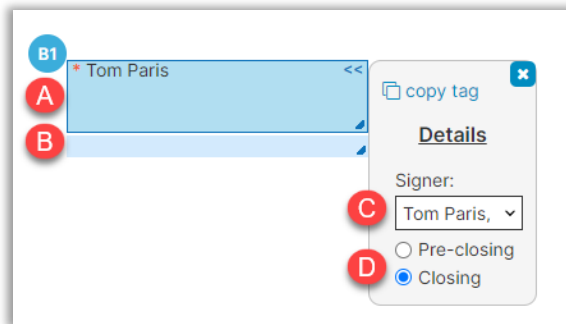 B1
* Tom Paris <<
A
B
copy tag
Details
Signer:
C
Tom Paris,
Pre-closing
D
Closing